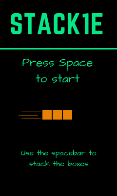 STACK1E
Press Space
to start
Use the spacebar to
stack the boxes